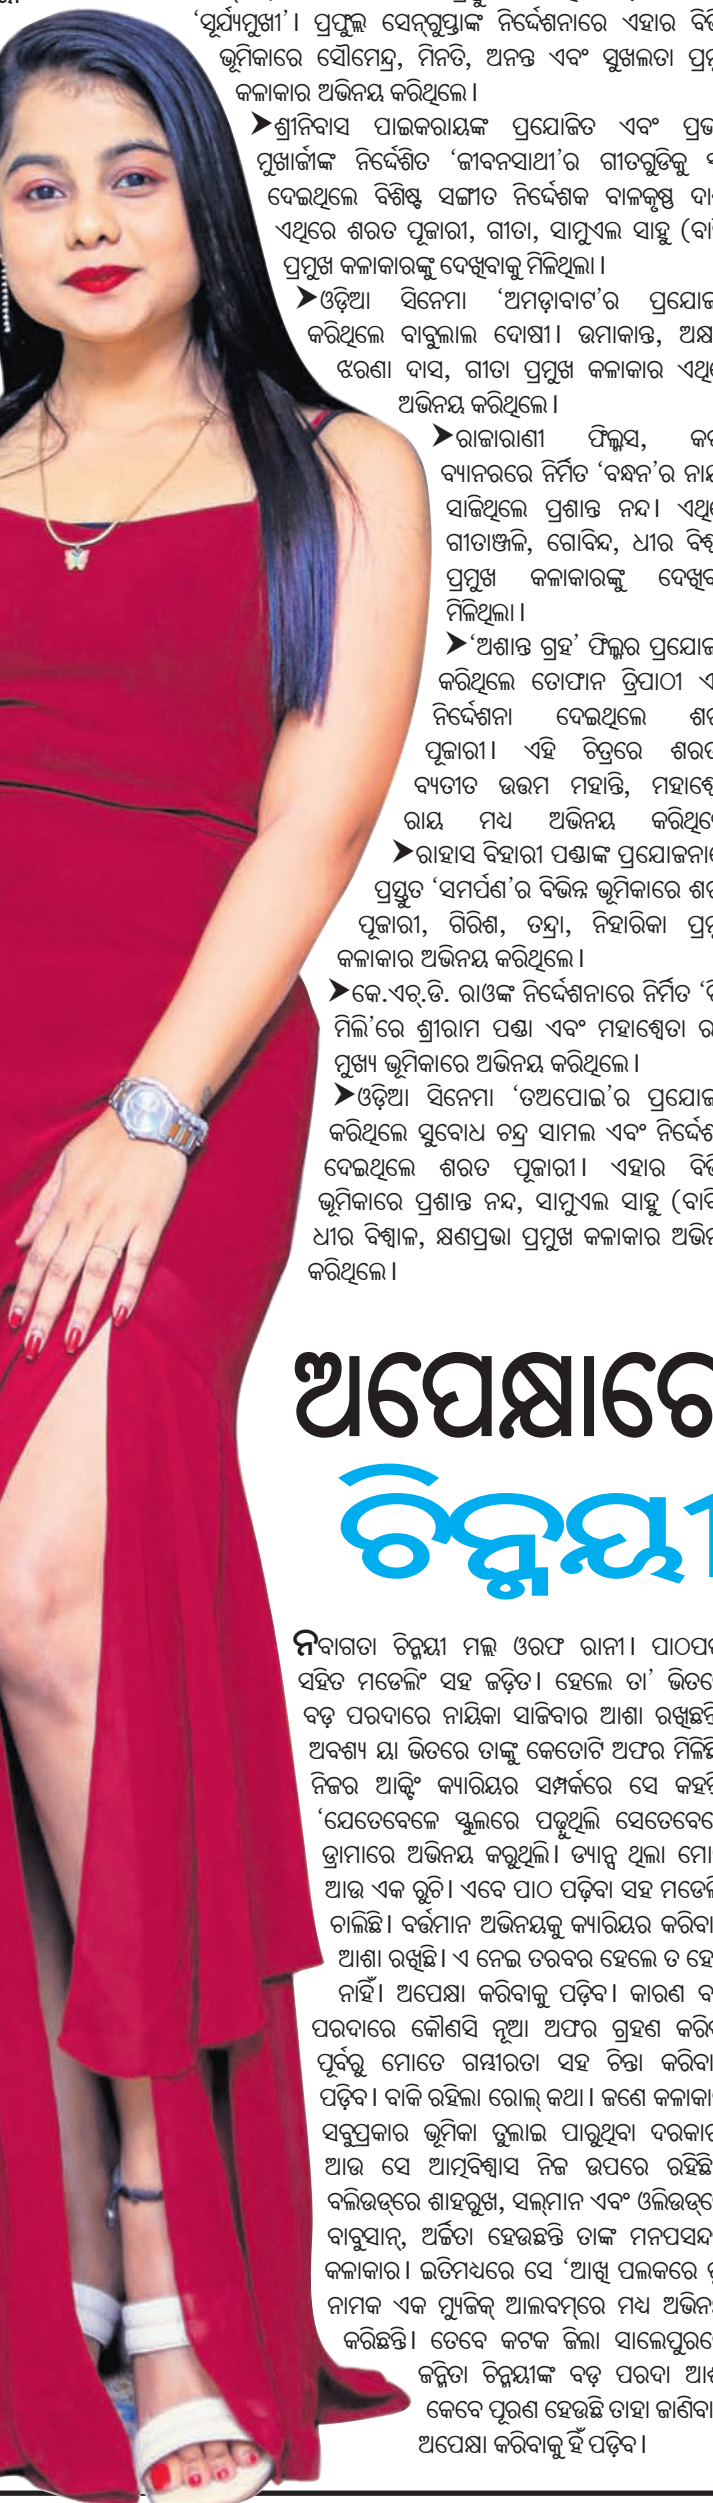 ‘ସୂର୍ଯ୍ୟମୁଖୀ’। ପ୍ରଫୁଲ୍ଲ ସେନ୍‌ଗୁପ୍ତାଙ୍କ ନିର୍ଦ୍ଦେଶନାରେ ଏହାର
ଭୂମିକାରେ ସୌମେନ୍ଦ୍ର, ମିନତି, ଅନନ୍ତ ଏବଂ ସୁଖଲତା
କଳାକାର ଅଭିନୟ କରିଥିଲେ।
➤ଶ୍ରୀନିବାସ ପାଇକରାୟଙ୍କ ପ୍ରଯୋଜିତ ଏବଂ
ମୁଖାର୍ଜୀଙ୍କ ନିର୍ଦ୍ଦେଶିତ ‘ଜୀବନସାଥୀ’ର ଗୀତଗୁଡିକୁ
ଦେଇଥିଲେ ବିଶିଷ୍ଟ ସଙ୍ଗୀତ ନିର୍ଦ୍ଦେଶକ ବାଳକୃଷ୍ଣ
ଏଥିରେ ଶରତ ପୂଜାରୀ, ଗୀତା, ସାମୁଏଲ ସାହୁ
ପ୍ରମୁଖ କଳାକାରଙ୍କୁ ଦେଖିବାକୁ ମିଳିଥିଲା।
➤ଓଡ଼ିଆ ସିନେମା ‘ଅମଡ଼ାବାଟ’ର
କରିଥିଲେ ବାବୁଲାଲ ଦୋଷୀ। ଉମାକାନ୍ତ,
ଝରଣା ଦାସ, ଗୀତା ପ୍ରମୁଖ କଳାକାର
ଅଭିନୟ କରିଥିଲେ।
➤ରାଜାରାଣୀ ଫିଲ୍ମସ,
ବ୍ୟାନରରେ ନିର୍ମିତ ‘ବନ୍ଧନ’ର
ସାଜିଥିଲେ ପ୍ରଶାନ୍ତ ନନ୍ଦ।
ଗୀତାଞ୍ଜଳି, ଗୋବିନ୍ଦ, ଧୀର
ପ୍ରମୁଖ କଳାକାରଙ୍କୁ
ମିଳିଥିଲା।
➤‘ଅଶାନ୍ତ ଗ୍ରହ’ ଫିଲ୍ମର
କରିଥିଲେ ତୋଫାନ ତ୍ରିପାଠୀ
ନିର୍ଦ୍ଦେଶନା ଦେଇଥିଲେ
ପୂଜାରୀ। ଏହି ଚିତ୍ରରେ
ବ୍ୟତୀତ ଉତ୍ତମ ମହାନ୍ତି,
ରାୟ ମଧ୍ୟ ଅଭିନୟ
➤ରାହାସ ବିହାରୀ ପଣ୍ଡାଙ୍କ
ପ୍ରସ୍ତୁତ ‘ସମର୍ପଣ’ର ବିଭିନ୍ନ ଭୂମିକାରେ
ପୂଜାରୀ, ଗିରିଶ, ତନ୍ଦ୍ରା, ନିହାରିକା
କଳାକାର ଅଭିନୟ କରିଥିଲେ।
➤କେ.ଏଚ୍.ଡି. ରାଓଙ୍କ ନିର୍ଦ୍ଦେଶନାରେ ନିର୍ମିତ
ମିଲି’ରେ ଶ୍ରୀରାମ ପଣ୍ଡା ଏବଂ ମହାଶ୍ୱେତା
ମୁଖ୍ୟ ଭୂମିକାରେ ଅଭିନୟ କରିଥିଲେ।
➤ଓଡ଼ିଆ ସିନେମା ‘ତଅପୋଇ’ର
କରିଥିଲେ ସୁବୋଧ ଚନ୍ଦ୍ର ସାମଲ ଏବଂ
ଦେଇଥିଲେ ଶରତ ପୂଜାରୀ। ଏହାର
ଭୂମିକାରେ ପ୍ରଶାନ୍ତ ନନ୍ଦ, ସାମୁଏଲ ସାହୁ
ଧୀର ବିଶ୍ୱାଳ, କ୍ଷଣପ୍ରଭା ପ୍ରମୁଖ କଳାକାର
କରିଥିଲେ।
ଅପେକ୍ଷାରେ
ଚିନ୍ମୟୀ
ନବାଗତା ଚିନ୍ମୟୀ ମଲ୍ଲ ଓରଫ ରାନୀ।
ସହିତ ମଡେଲିଂ ସହ ଜଡ଼ିତ। ହେଲେ ତା’
ବଡ଼ ପରଦାରେ ନାୟିକା ସାଜିବାର ଆଶା ରଖିଛନ୍ତି
ଅବଶ୍ୟ ୟା ଭିତରେ ତାଙ୍କୁ କେତୋଟି ଅଫର
ନିଜର ଆକ୍ଟିଂ କ୍ୟାରିୟର ସମ୍ପର୍କରେ ସେ
‘ଯେତେବେଳେ ସ୍କୁଲରେ ପଢ଼ୁଥିଲି
ଡ୍ରାମାରେ ଅଭିନୟ କରୁଥିଲି। ଡ୍ୟାନ୍ସ ଥିଲା
ଆଉ ଏକ ରୁଚି। ଏବେ ପାଠ ପଢ଼ିବା ସହ
ଚାଲିଛି। ବର୍ତ୍ତମାନ ଅଭିନୟକୁ କ୍ୟାରିୟର
ଆଶା ରଖିଛି। ଏ ନେଇ ତରବର ହେଲେ ତ
ନାହିଁ। ଅପେକ୍ଷା କରିବାକୁ ପଡ଼ିବ। କାରଣ
ପରଦାରେ କୌଣସି ନୂଆ ଅଫର ଗ୍ରହଣ
ପୂର୍ବରୁ ମୋତେ ଗମ୍ଭୀରତା ସହ ଚିନ୍ତା
ପଡ଼ିବ। ବାକି ରହିଲା ରୋଲ୍ କଥା। ଜଣେ
ସବୁପ୍ରକାର ଭୂମିକା ତୁଲାଇ ପାରୁଥିବା
ଆଉ ସେ ଆତ୍ମବିଶ୍ୱାସ ନିଜ ଉପରେ ରହିଛି
ବଲିଉଡ୍‌ରେ ଶାହରୁଖ, ସଲ୍‌ମାନ ଏବଂ
ବାବୁସାନ୍, ଅର୍ଚ୍ଚିତା ହେଉଛନ୍ତି ତାଙ୍କ
କଳାକାର। ଇତିମଧ୍ୟରେ ସେ ‘ଆଖି ପଲକରେ
ନାମକ ଏକ ମ୍ୟୁଜିକ୍ ଆଲବମ୍‌ରେ ମଧ୍ୟ
କରିଛନ୍ତି। ତେବେ କଟକ ଜିଲା
ଜନ୍ମିତା ଚିନ୍ମୟୀଙ୍କ ବଡ଼ ପରଦା
କେବେ ପୂରଣ ହେଉଛି ତାହା
ଅପେକ୍ଷା କରିବାକୁ ହିଁ ପଡ଼ିବ।